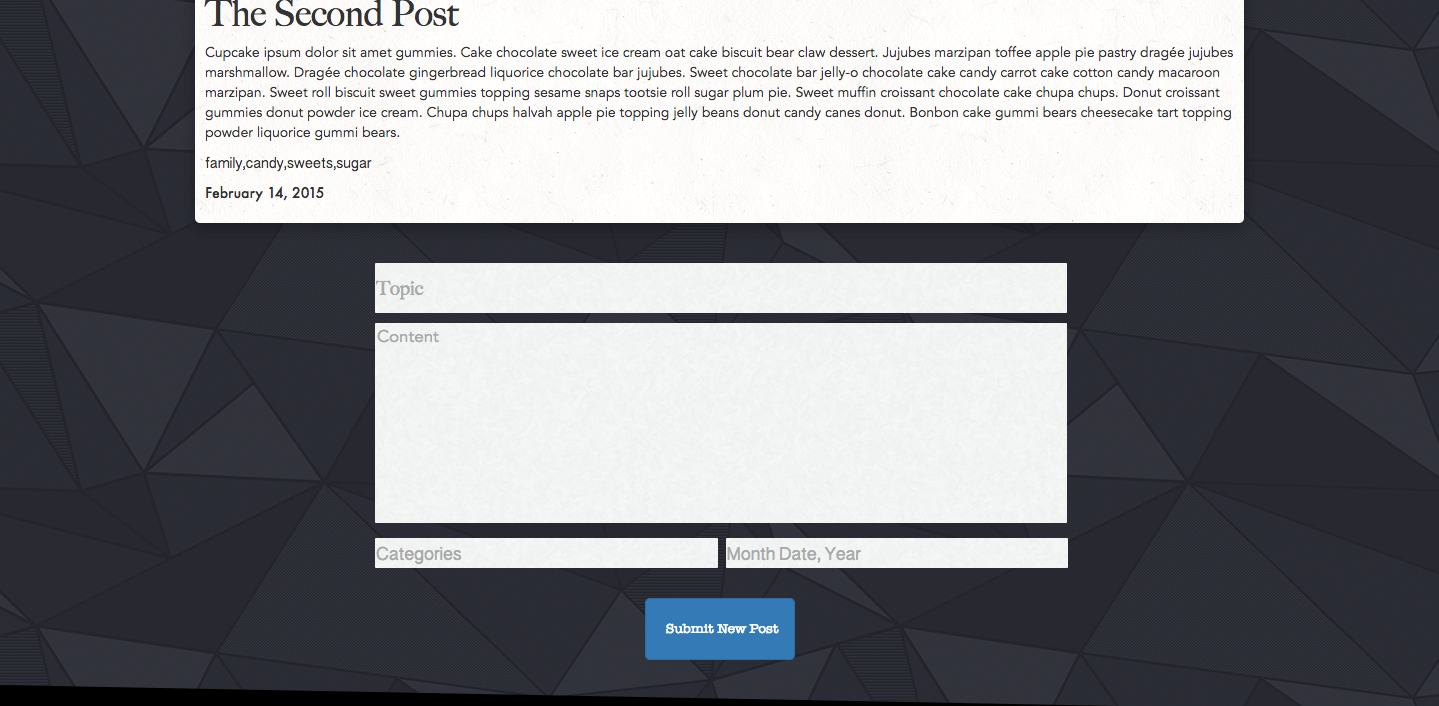 The Second Post
Cupcake ipsum dolor sit amet gummies. Cake chocolate sweet ice cream oat cake biscuit bear claw dessert. Jujubes marzipan toffee apple pie pastry dragée jujubes
marshmallow. Dragée chocolate gingerbread liquorice chocolate bar jujubes. Sweet chocolate bar jelly-o chocolate cake candy carrot cake cotton candy macaroon
marzipan. Sweet roll biscuit sweet gummies topping sesame snaps tootsie roll sugar plum pie. Sweet muffin croissant chocolate cake chupa chups. Donut croissant
gummies donut powder ice cream. Chupa chups halvah apple pie topping jelly beans donut candy canes donut. Bonbon cake gummi bears cheesecake tart topping
powder liquorice gummi bears.
family,candy,sweets,sugar
February 14, 2015
Topic
Content
Categories
Month Date, Year
Submit New Post